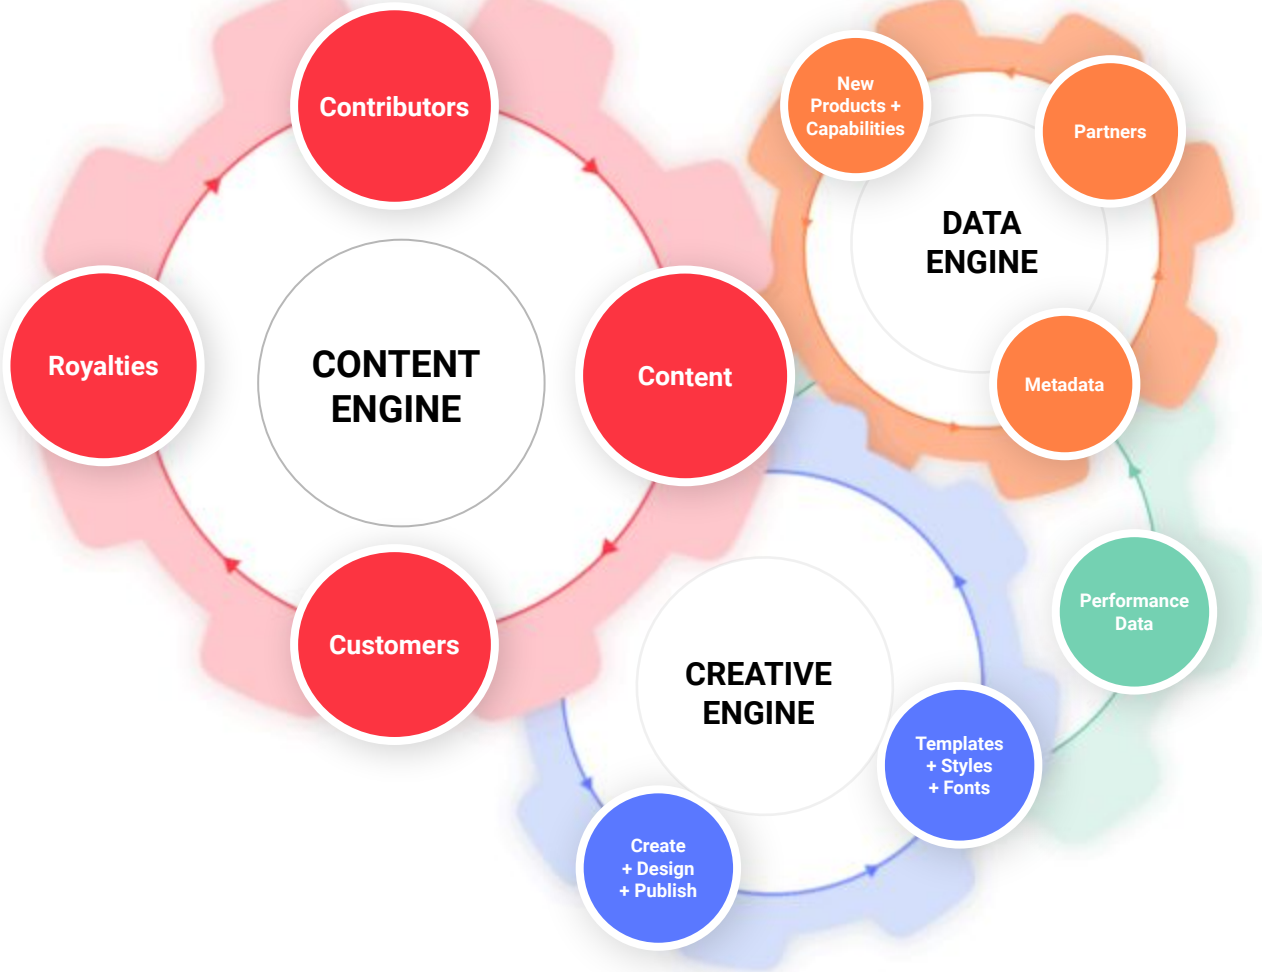 Contributors
Royalties
CONTENT
ENGINE
Content
Customers
New
Products +
Capabilities
Partners
DATA
ENGINE
Metadata
Performance
Data
CREATIVE
ENGINE
Templates
+ Styles
+ Fonts
Create
+ Design
+ Publish